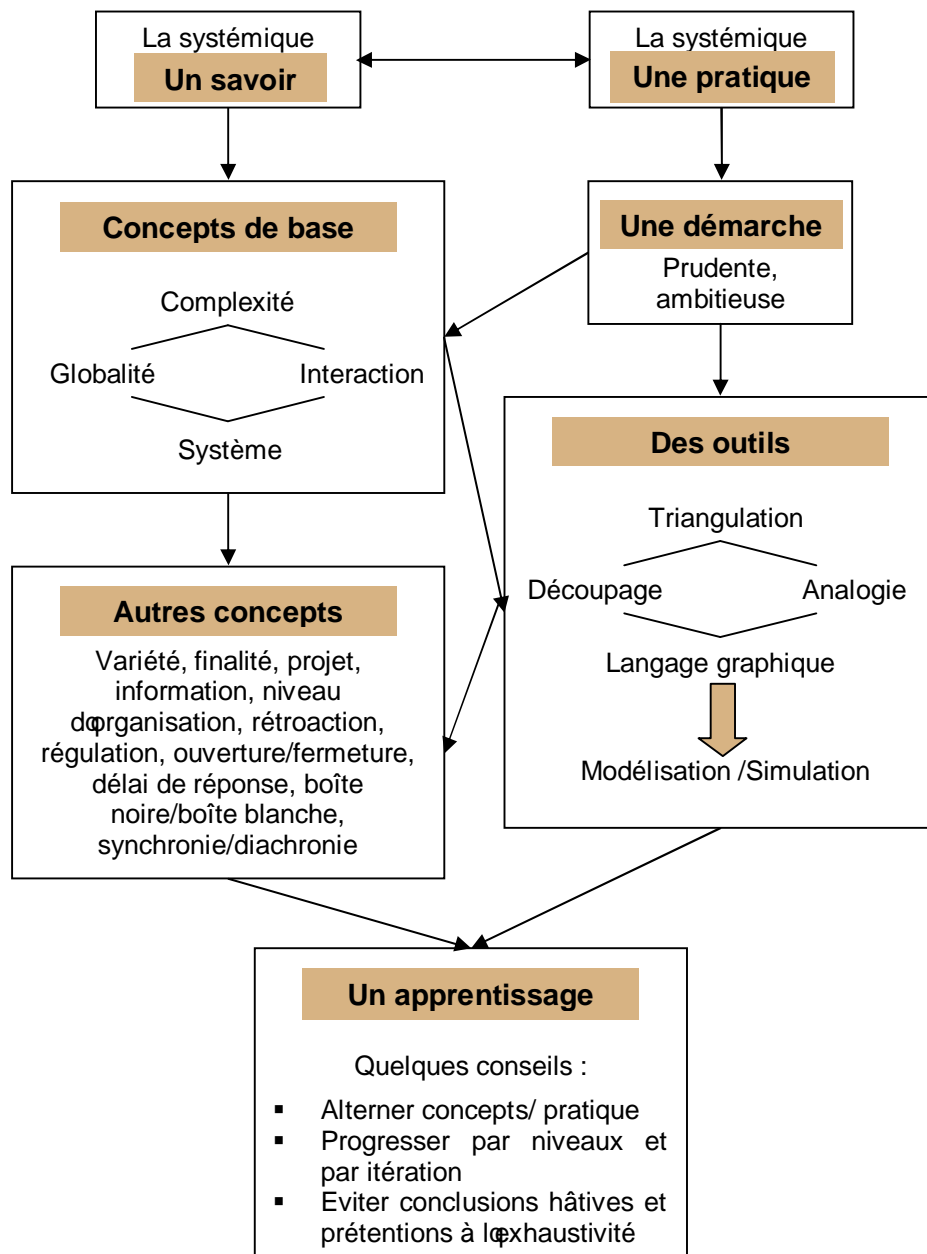 La systémique
Un savoir
La systémique
Une pratique
Concepts de base
Complexité
Globalité
Interaction
Système
Une démarche
Prudente,
ambitieuse
Des outils
Triangulation
Découpage
Analogie
Langage graphique
Modélisation /Simulation
Autres concepts
Variété, finalité, projet,
information, niveau
dqorganisation, rétroaction,
régulation, ouverture/fermeture,
délai de réponse, boîte
noire/boîte blanche,
synchronie/diachronie
Un apprentissage
Quelques conseils :
▪ Alterner concepts/ pratique
▪ Progresser par niveaux et
par itération
▪ Eviter conclusions hâtives et
prétentions à lqexhaustivité